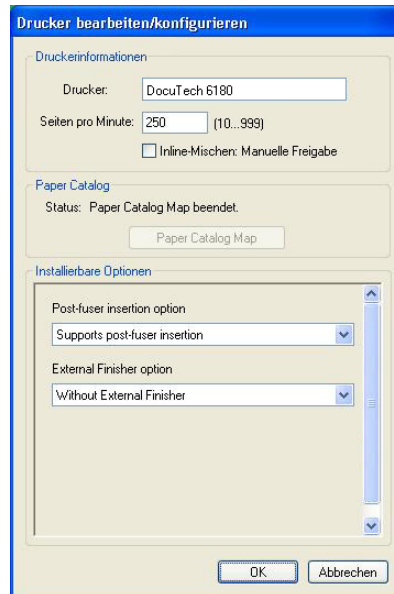 Drucker bearbeiten/konfigurieren
Druckerinformationen
Drucker: DocuTech 6180
Seiten pro Minute: 250 (10...999)
Inline-Mischen: Manuelle Freigabe
Paper Catalog
Status: Paper Catalog Map beendet.
Paper Catalog Map
Installierbare Optionen
Post-fuser insertion option
Supports post-fuser insertion
External Finisher option
Without External Finisher
OK Abbrechen